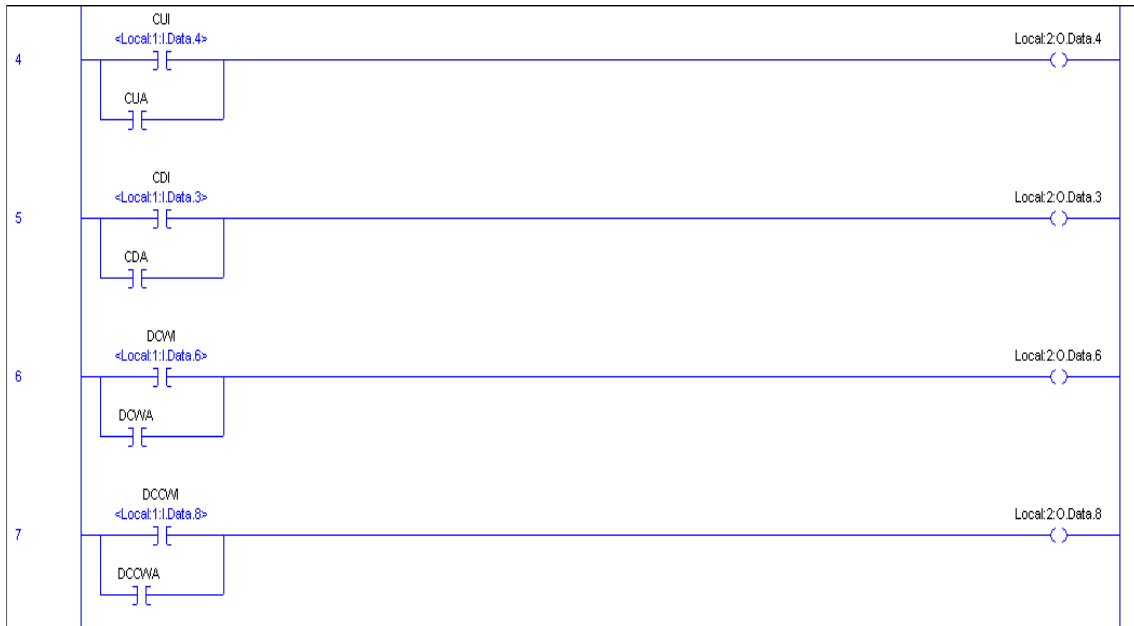 CUI
<Local:1:I.Data.4>
Local:2:O.Data.4
4
CUA
CDI
<Local:1:I.Data.3>
Local:2:O.Data.3
5
CDA
DCWI
<Local:1:I.Data.6>
Local:2:O.Data.6
6
DCWA
DCCWI
<Local:1:I.Data.8>
Local:2:O.Data.8
7
DCCWA